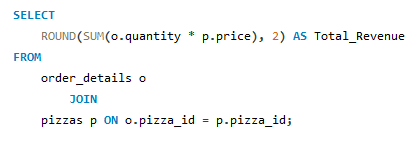 SELECT
ROUND(SUM(o.quantity * p.price), 2) AS Total_Revenue
FROM
order_details o
JOIN
pizzas p ON o.pizza_id = p.pizza_id;